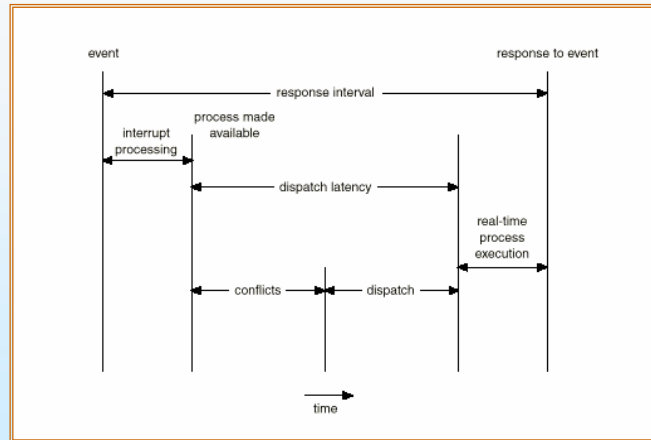 event
response to event
response interval
process made
available
interrupt
processing
dispatch latency
real-time
process
execution
conflicts
dispatch
time